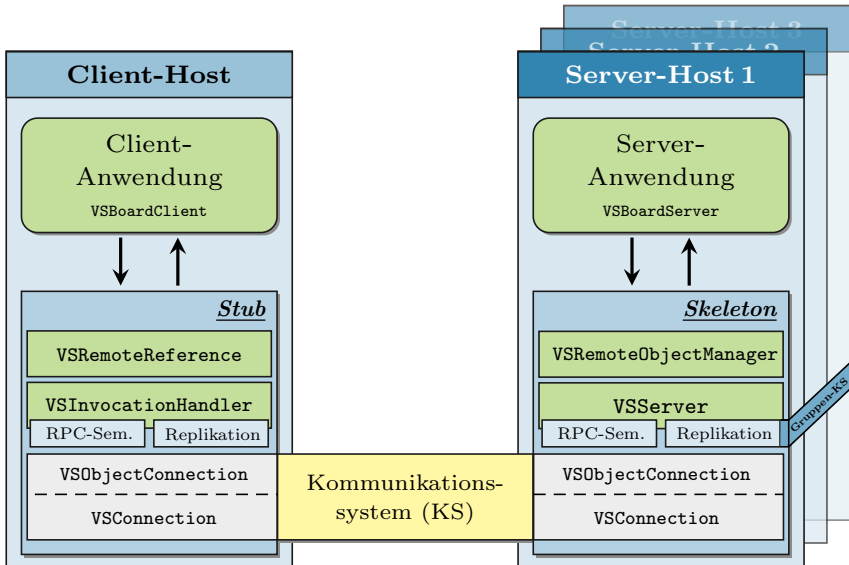 Server-Host 3
Server-Host 2
Client-Host
Server-Host 1
Client-
Anwendung
VSBoardClient
Server-
Anwendung
VSBoardServer
Stub
VSRemoteReference
VSInvocationHandler
RPC-Sem.
Replikation
VSObjectConnection
VSConnection
Kommunikations-
system (KS)
Skeleton
VSRemoteObjectManager
VSServer
RPC-Sem.
Replikation
Gruppen-KS
VSObjectConnection
VSConnection